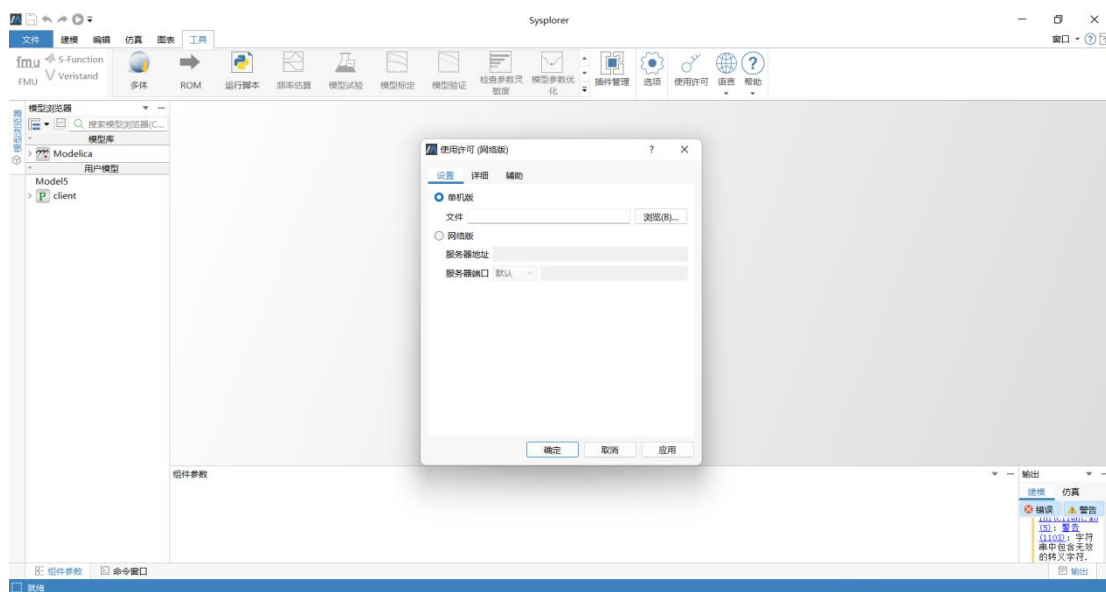 Sysplorer
文件 建模 编辑 仿真 图表 工具
窗口
fmu S-Function
FMU Veristand
多体 ROM 运行脚本 频率估算 模型试验 模型标定 模型验证 检查参数灵敏度 模型参数优化 插件管理 选项 使用许可 语言 帮助
模型浏览器
模型浏览器
搜索模型浏览器(C...
模型库
Modelica
用户模型
Model5
P client
使用许可 (网络版)
设置 详细 辅助
单机版
文件 浏览(B)...
网络版
服务器地址
服务器端口 默认
确定 取消 应用
组件参数
输出
建模 仿真
错误 警告
(5): 警告
(1103): 字符
串中包含无效
的转义字符.
组件参数 命令窗口
输出
就绪